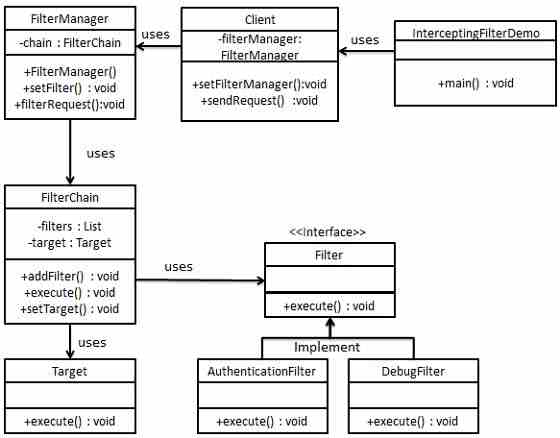 FilterManager
-chain : FilterChain
+FilterManager()
+setFilter() : void
+filterRequest():void
uses
Client
-filterManager:
FilterManager
+setFilterManager():void
+sendRequest() : void
uses
InterceptingFilterDemo
+main() : void
uses
FilterChain
-filters : List
-target : Target
+addFilter() : void
+execute() : void
+setTarget() : void
uses
<<Interface>>
Filter
+execute() : void
uses
Implement
Target
+execute() : void
AuthenticationFilter
+execute() : void
DebugFilter
+execute() : void